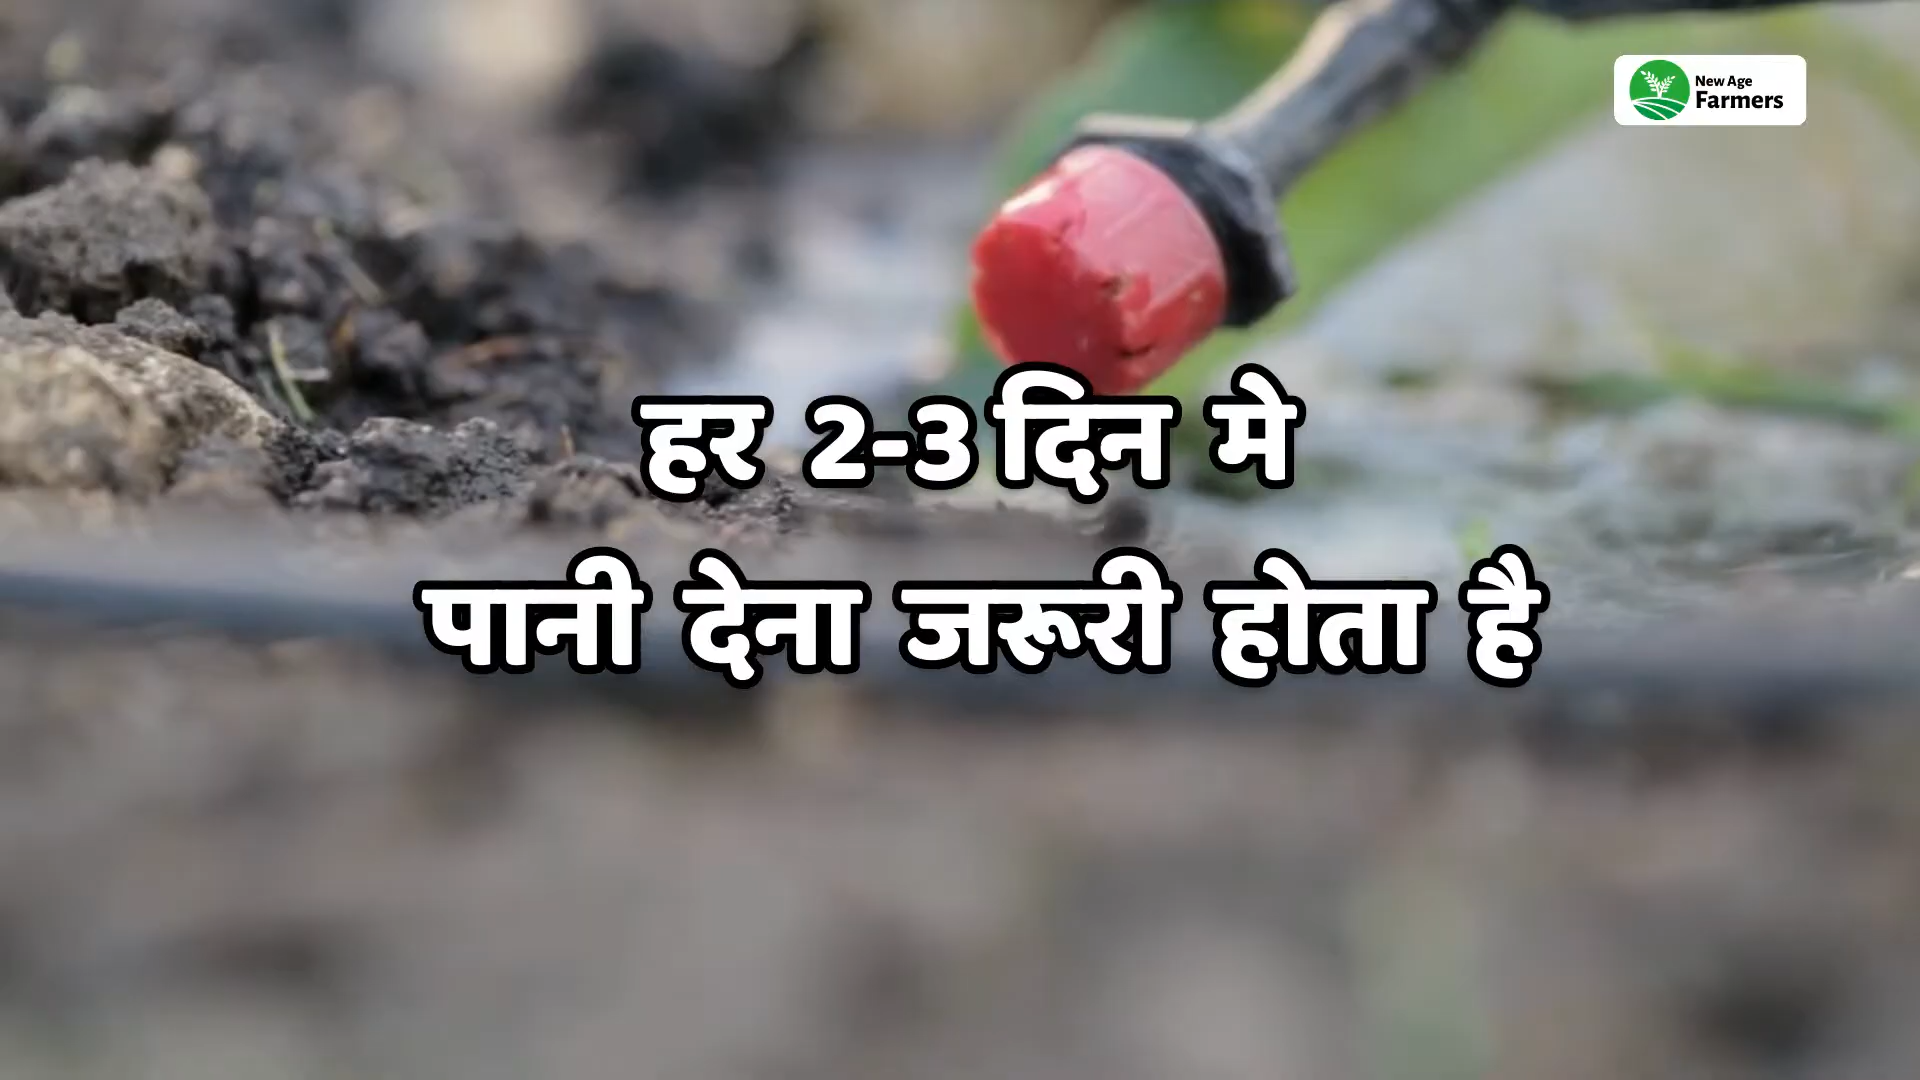 New Age
Farmers
हर 2-3 दिन मे
पानी देना जरूरी होता है